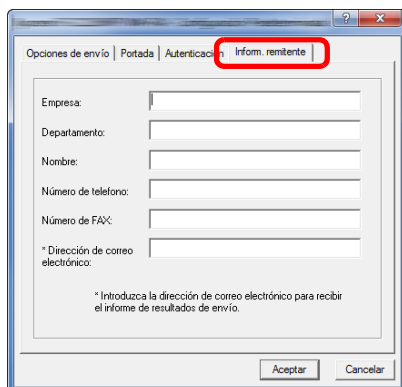 Opciones de envío Portada Autenticación Inform. remitente
Empresa:
Departamento:
Nombre:
Número de telefono:
Número de FAX:
* Dirección de correo
electrónico:
* Introduzca la dirección de correo electrónico para recibir
el informe de resultados de envío.
Aceptar Cancelar